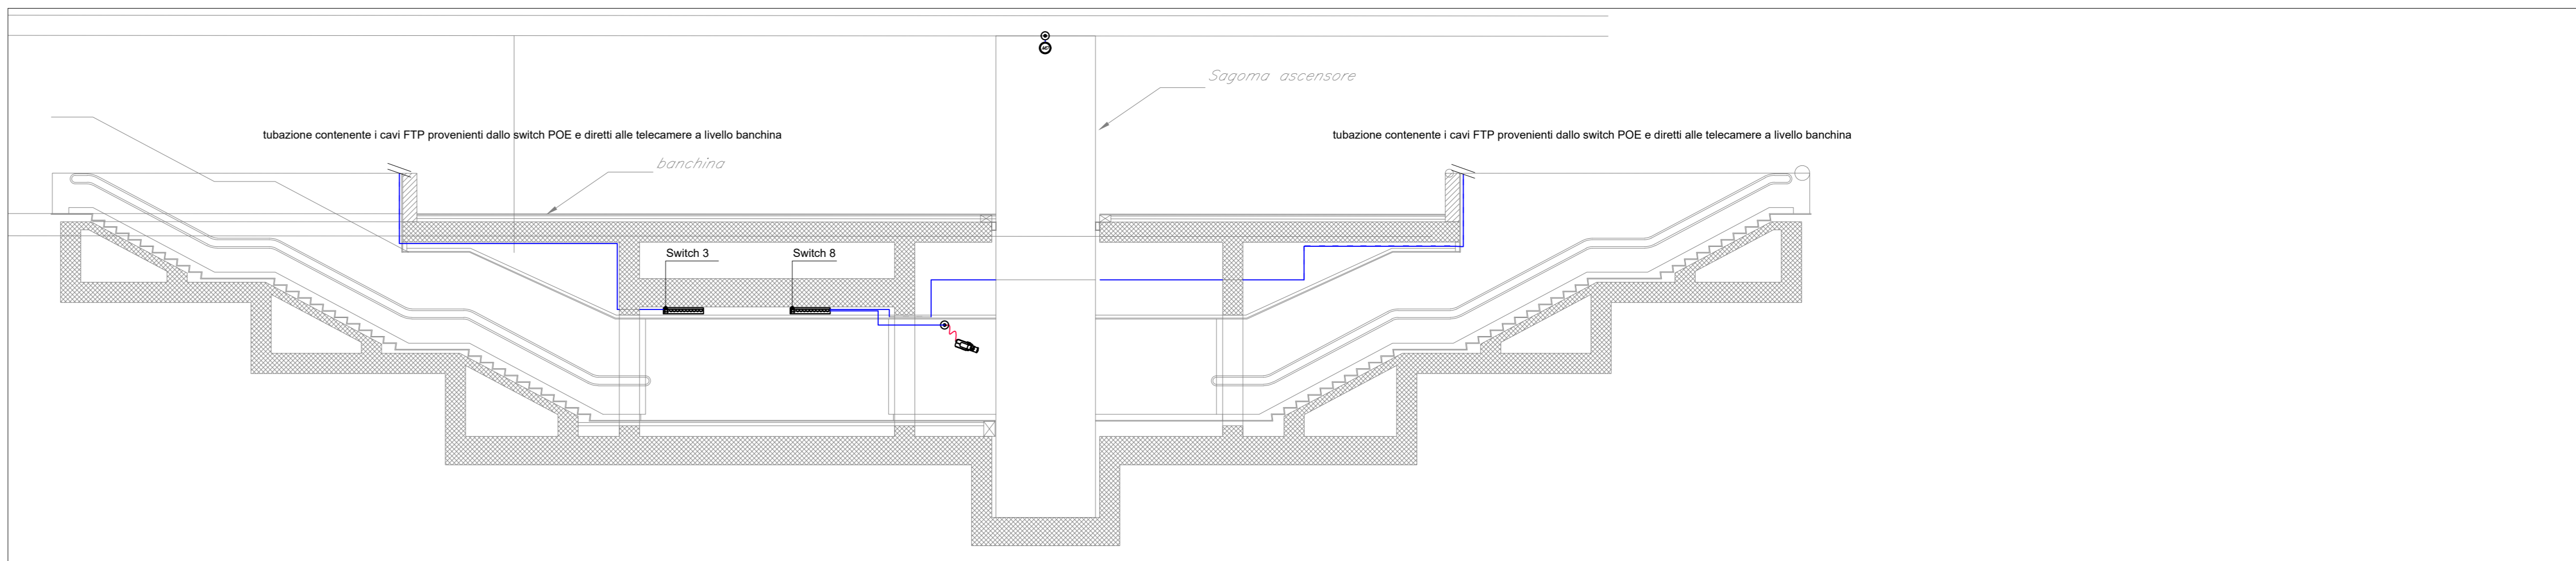 Sagoma ascensore
tubazione contenente i cavi FTP provenienti dallo switch POE e diretti alle telecamere a livello banchina
tubazione contenente i cavi FTP provenienti dallo switch POE e diretti alle telecamere a livello banchina
banchina
Switch 3
Switch 8